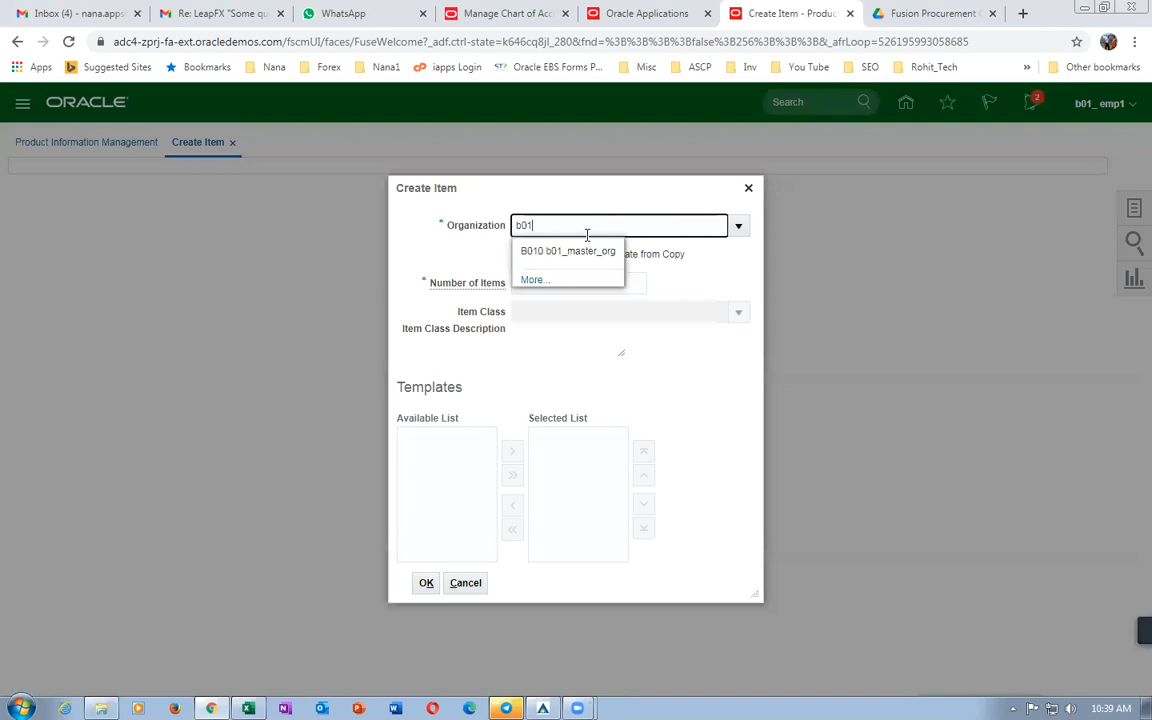 Inbox (4) - nana.apps
Re: LeapFX "Some qu
WhatsApp
Manage Chart of Acc
Oracle Applications
Create Item - Produc
Fusion Procurement
adc4-zprj-fa-ext.oracledemos.com/fscmUI/faces/FuseWelcome?_adf.ctrl-state=k646cq8jl_280&fnd=%3B%3B%3B%3Bfalse%3B256%3B%3B%3B&_afrLoop=526195993058685
Apps
Suggested Sites
Bookmarks
Nana
Forex
Nana1
iapps Login
Oracle EBS Forms P...
Misc
ASCP
Inv
You Tube
SEO
Rohit_Tech
»
Other bookmarks
ORACLE
Search
2
b01_ emp1
Product Information Management
Create Item
Create Item
* Organization
b01
B010 b01_master_org
More...
ate from Copy
* Number of Items
Item Class
Item Class Description
Templates
Available List
Selected List
OK
Cancel
10:39 AM